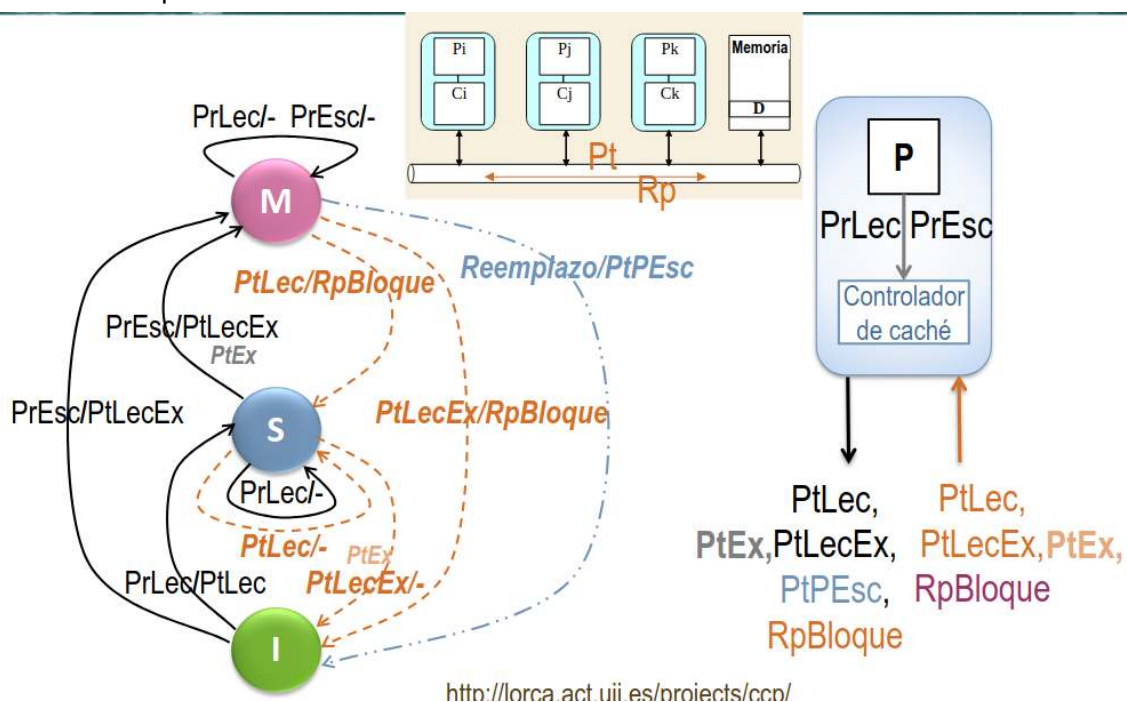 Pi
Pj
Pk
Memoria
Ci
Cj
Ck
D
Pt
Rp
PrLec/- PrEsc/-
M
PtLec/RpBloque
Reemplazo/PtPEsc
PrEsc/PtLecEx
PtEx
PrEsc/PtLecEx
S
PtLecEx/RpBloque
PrLec/-
PtLec/-
PtEx
PrLec/PtLec
PtLecEx/-
I
P
PrLec PrEsc
Controlador
de caché
PtLec,
PtEx, PtLecEx,
PtPEsc,
RpBloque
PtLec,
PtLecEx, PtEx,
RpBloque
http://lorca.act.uji.es/projects/ccp/